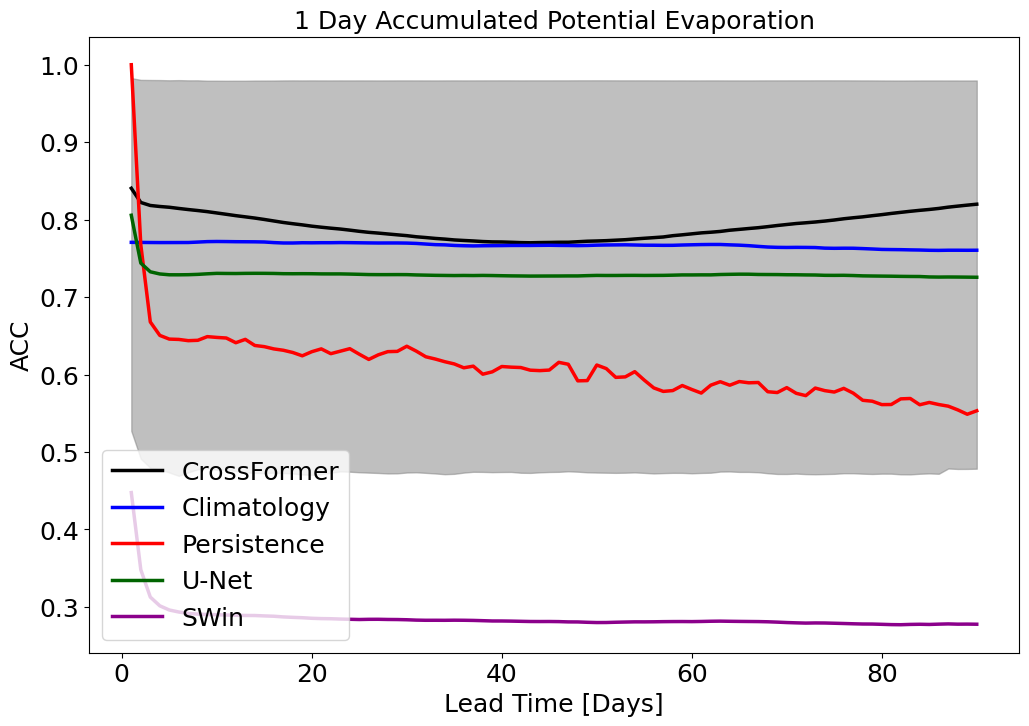 1 Day Accumulated Potential Evaporation
1.0
0.9
0.8
0.7
0.6
0.5
0.4
0.3
ACC
CrossFormer
Climatology
Persistence
U-Net
SWin
0 20 40 60 80
Lead Time [Days]